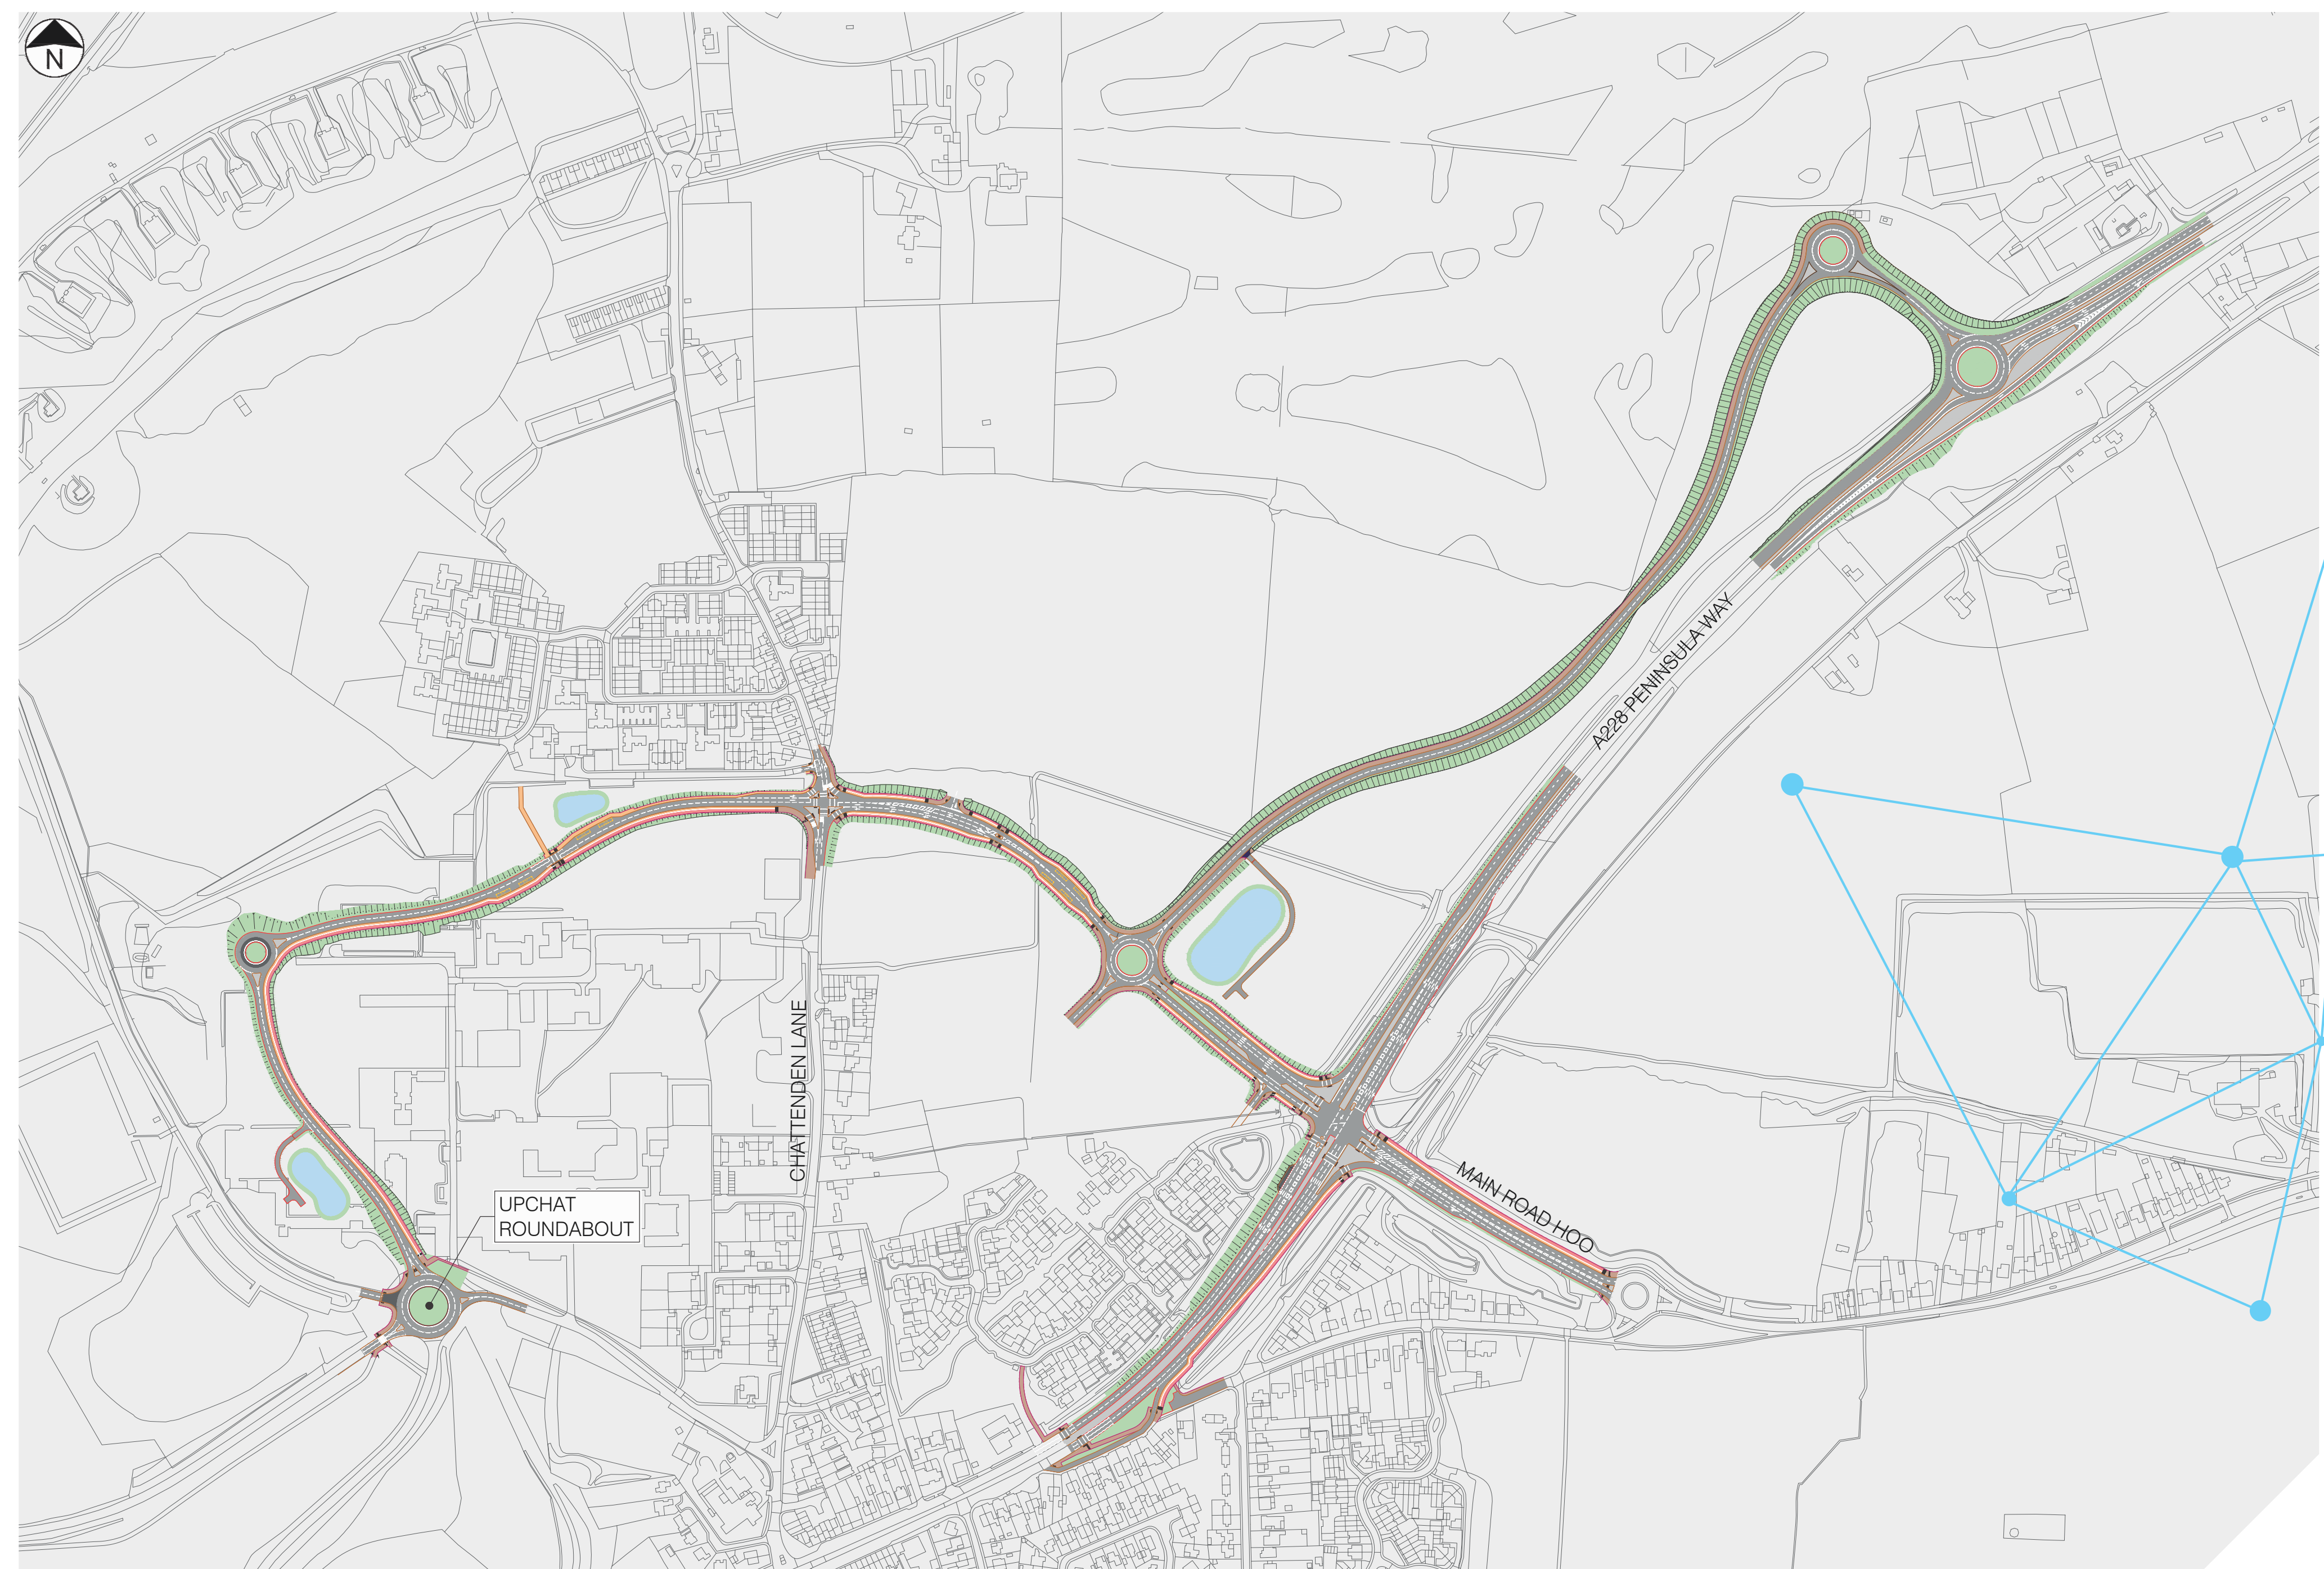 N
A228 PENINSULA WAY
CHATTENDEN LANE
MAIN ROAD HOO
UPCHAT
ROUNDABOUT